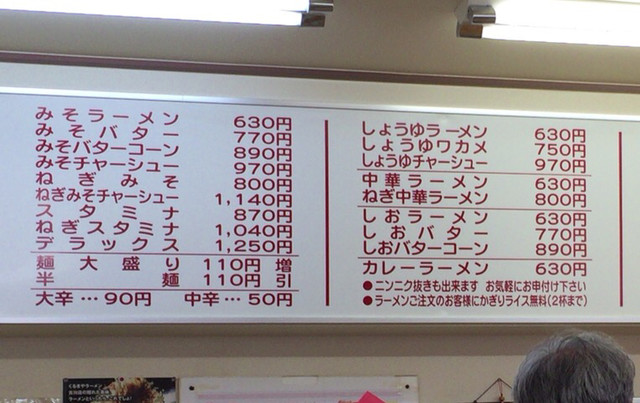 みそラーメン 630円
みそバター 770円
みそバターコーン 890円
みそチャーシュー 970円
ねぎみそ 800円
ねぎみそチャーシュー 1,140円
スタミナ 870円
ねぎスタミナ 1,040円
デラックス 1,250円
麺大盛り 110円増
半麺 110円引
大辛…90円 中辛…50円
しょうゆラーメン 630円
しょうゆワカメ 750円
しょうゆチャーシュー 970円
中華ラーメン 630円
ねぎ中華ラーメン 800円
しおラーメン 630円
しおバター 770円
しおバターコーン 890円
カレーラーメン 630円
●ニンニク抜きも出来ます お気軽にお申付け下さい
●ラーメンご注文のお客様にかぎりライス無料(2杯まで)
くるまやラーメン